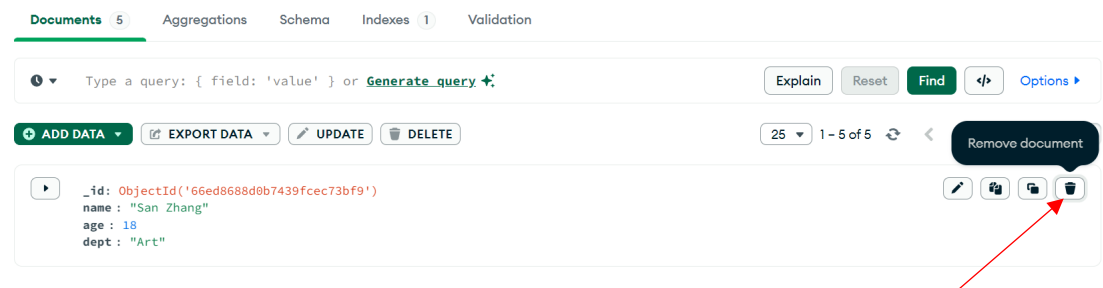 Documents 5 Aggregations Schema Indexes 1 Validation
Type a query: { field: 'value' } or Generate query Explain Reset Find </> Options
ADD DATA EXPORT DATA UPDATE DELETE 25 1 – 5 of 5
Remove document
_id: ObjectId('66ed8688d0b7439fcec73bf9')
name : "San Zhang"
age : 18
dept : "Art"